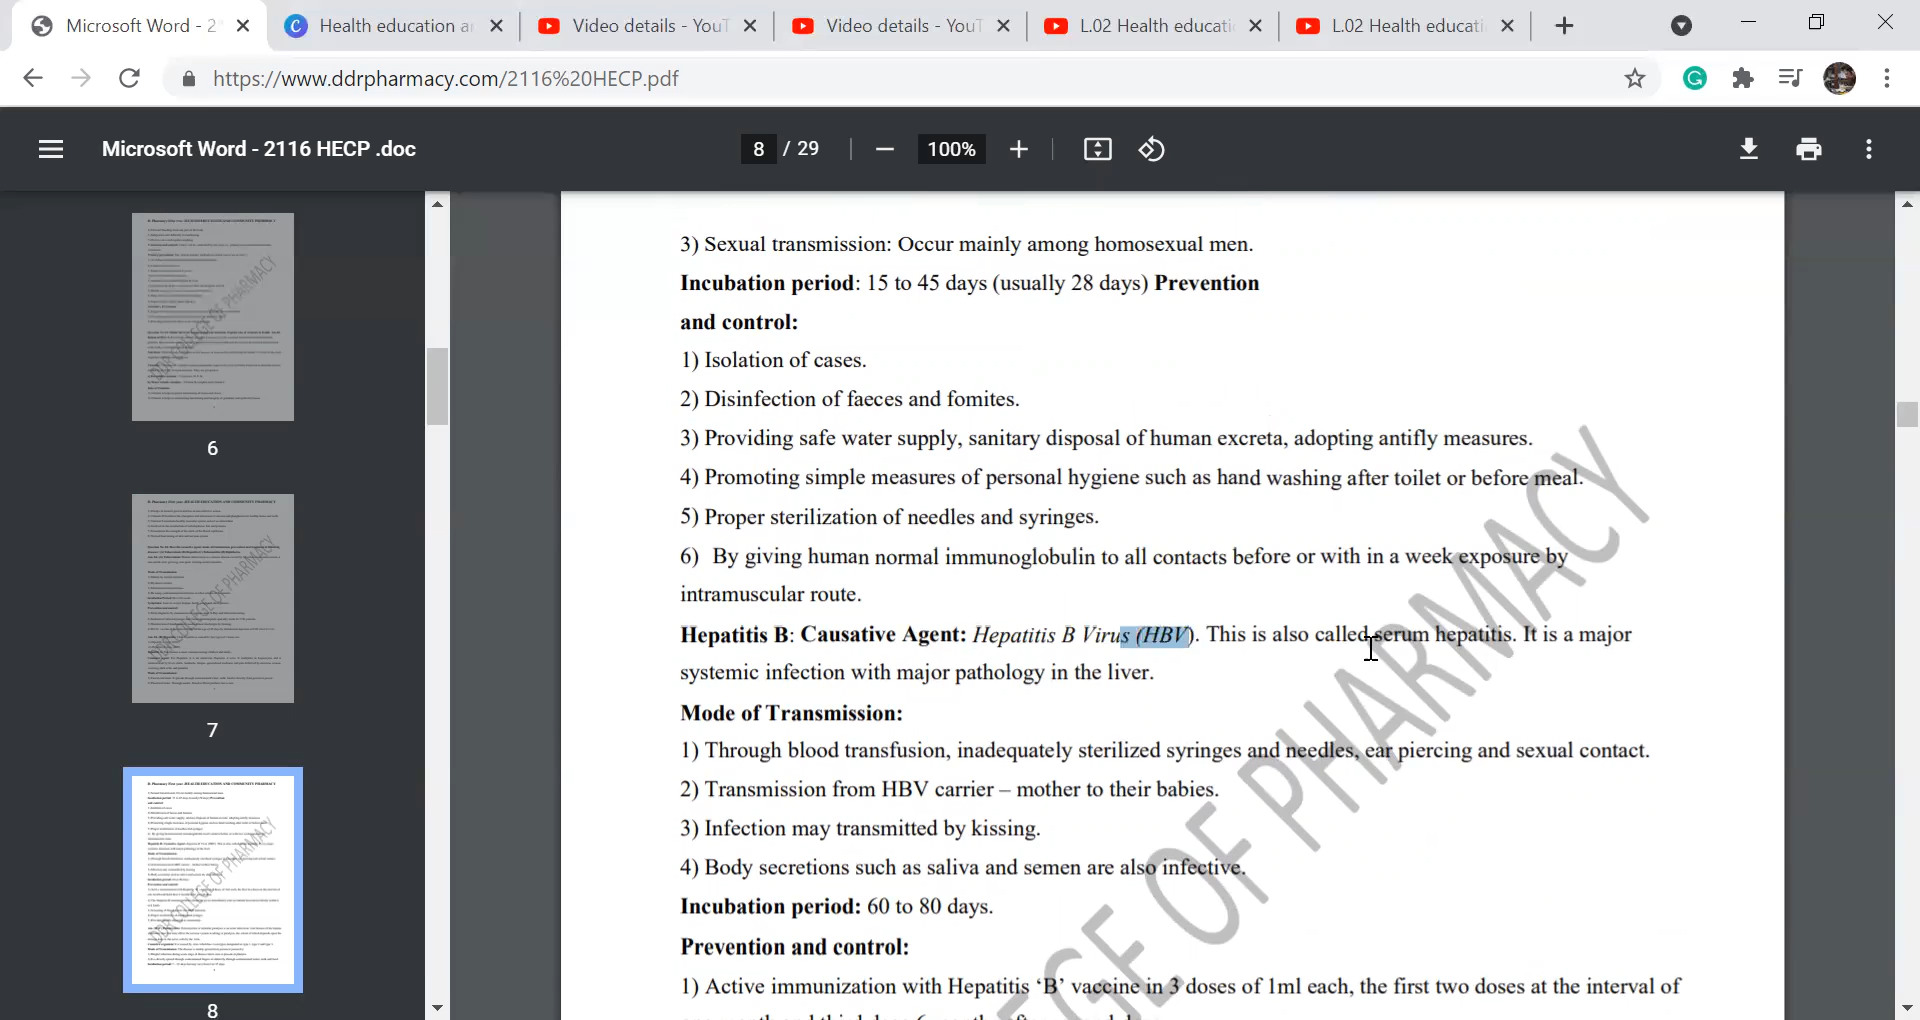 Microsoft Word - 2
Health education a
Video details - YouT
Video details - YouT
L.02 Health educati
L.02 Health educati
https://www.ddrpharmacy.com/2116%20HECP.pdf
Microsoft Word - 2116 HECP .doc
8 / 29
100%
6
7
8
3) Sexual transmission: Occur mainly among homosexual men.
Incubation period: 15 to 45 days (usually 28 days) Prevention
and control:
1) Isolation of cases.
2) Disinfection of faeces and fomites.
3) Providing safe water supply, sanitary disposal of human excreta, adopting antifly measures.
4) Promoting simple measures of personal hygiene such as hand washing after toilet or before meal.
5) Proper sterilization of needles and syringes.
6) By giving human normal immunoglobulin to all contacts before or with in a week exposure by
intramuscular route.
Hepatitis B: Causative Agent: Hepatitis B Virus (HBV). This is also called serum hepatitis. It is a major
systemic infection with major pathology in the liver.
Mode of Transmission:
1) Through blood transfusion, inadequately sterilized syringes and needles, ear piercing and sexual contact.
2) Transmission from HBV carrier – mother to their babies.
3) Infection may transmitted by kissing.
4) Body secretions such as saliva and semen are also infective.
Incubation period: 60 to 80 days.
Prevention and control:
1) Active immunization with Hepatitis ‘B’ vaccine in 3 doses of 1ml each, the first two doses at the interval of
GE OF PHARMACY